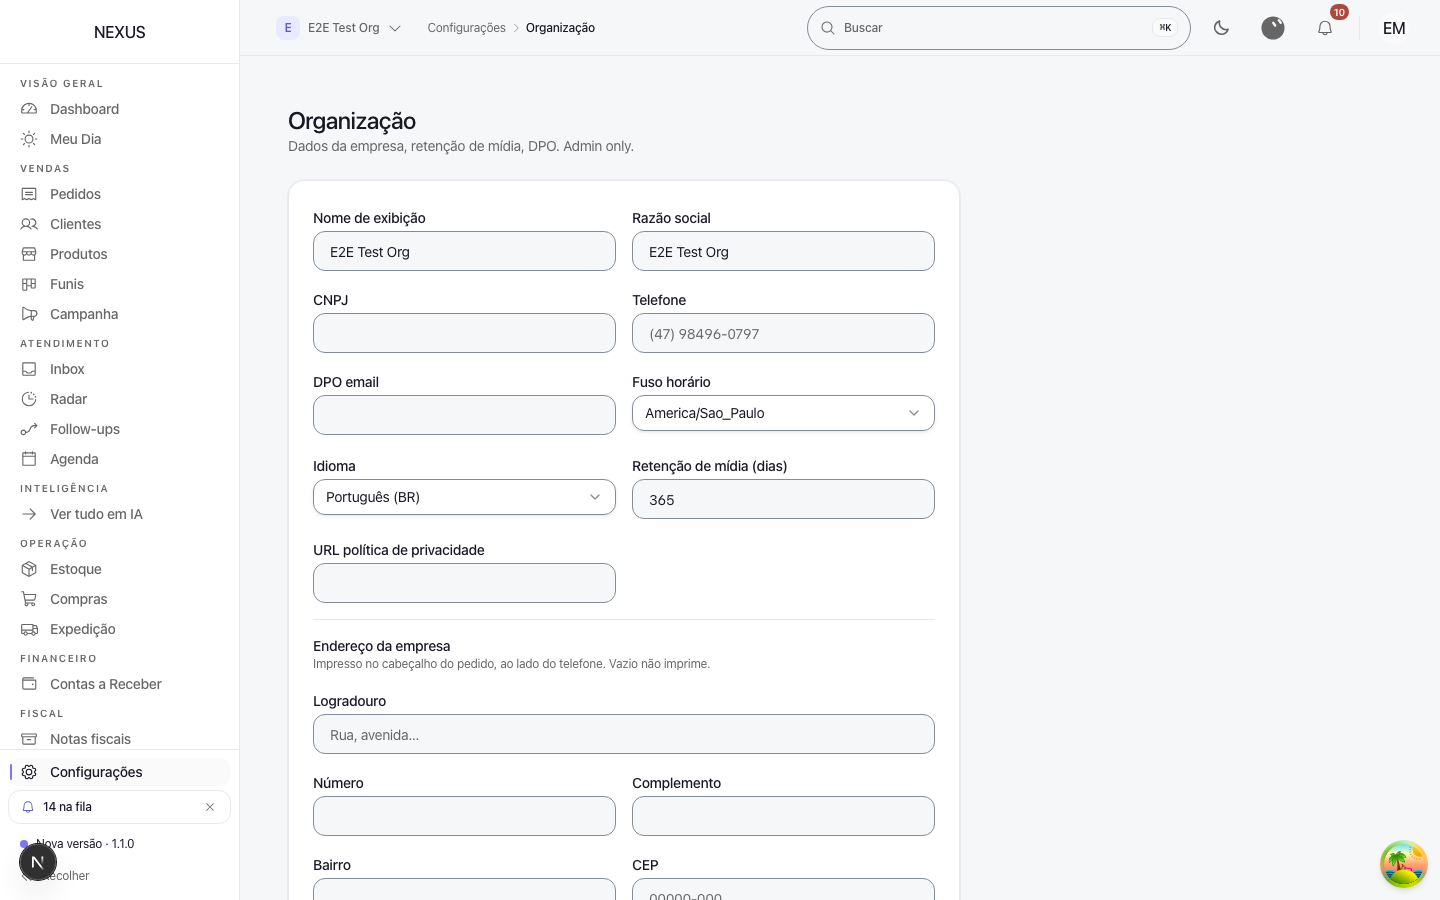 NEXUS
E E2E Test Org
Configurações > Organização
Buscar
⌘K
10
EM
VISÃO GERAL
Dashboard
Meu Dia
VENDAS
Pedidos
Clientes
Produtos
Funis
Campanha
ATENDIMENTO
Inbox
Radar
Follow-ups
Agenda
INTELIGÊNCIA
Ver tudo em IA
OPERAÇÃO
Estoque
Compras
Expedição
FINANCEIRO
Contas a Receber
FISCAL
Notas fiscais
Configurações
14 na fila
Nova versão · 1.1.0
N
Recolher
Organização
Dados da empresa, retenção de mídia, DPO. Admin only.
Nome de exibição
E2E Test Org
Razão social
E2E Test Org
CNPJ
Telefone
(47) 98496-0797
DPO email
Fuso horário
America/Sao_Paulo
Idioma
Português (BR)
Retenção de mídia (dias)
365
URL política de privacidade
Endereço da empresa
Impresso no cabeçalho do pedido, ao lado do telefone. Vazio não imprime.
Logradouro
Rua, avenida...
Número
Complemento
Bairro
CEP
00000-000